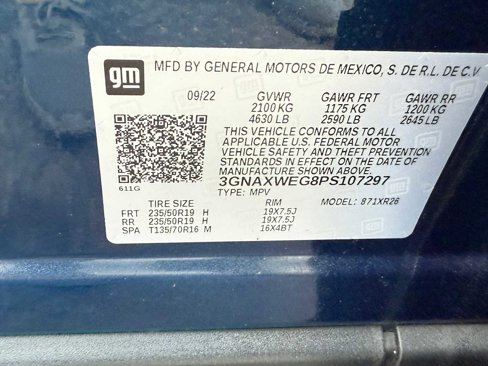 gm
MFD BY GENERAL MOTORS DE MEXICO, S. DE R.L. DE C.V
09/22 GVWR GAWR FRT GAWR RR
2100 KG 1175 KG 1200 KG
4630 LB 2590 LB 2645 LB
THIS VEHICLE CONFORMS TO ALL
APPLICABLE U.S. FEDERAL MOTOR
VEHICLE SAFETY AND THEFT PREVENTION
STANDARDS IN EFFECT ON THE DATE OF
MANUFACTURE SHOWN ABOVE.
3GNAXWEG8PS107297
611G
TYPE: MPV MODEL: 871XR26
TIRE SIZE RIM
FRT 235/50R19 H 19X7.5J
RR 235/50R19 H 19X7.5J
SPA T135/70R16 M 16X4BT